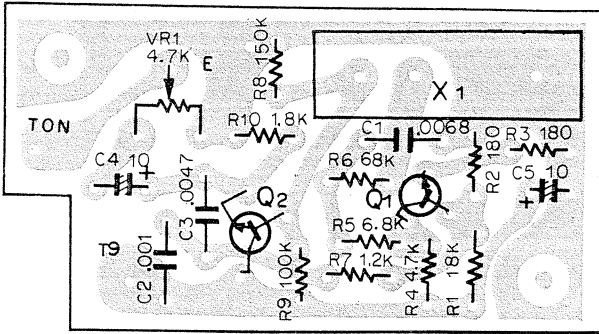 VR1
4.7K
E
R8 150K
X1
TON
R10 1.8K
C1 .0068
R3 180
C4 10
+
R6 68K
R2 180
C5 10
+
C3 .0047
Q2
Q1
R5 6.8K
T9
C2 .001
R7 1.2K
R9 100K
R4 4.7K
R1 18K